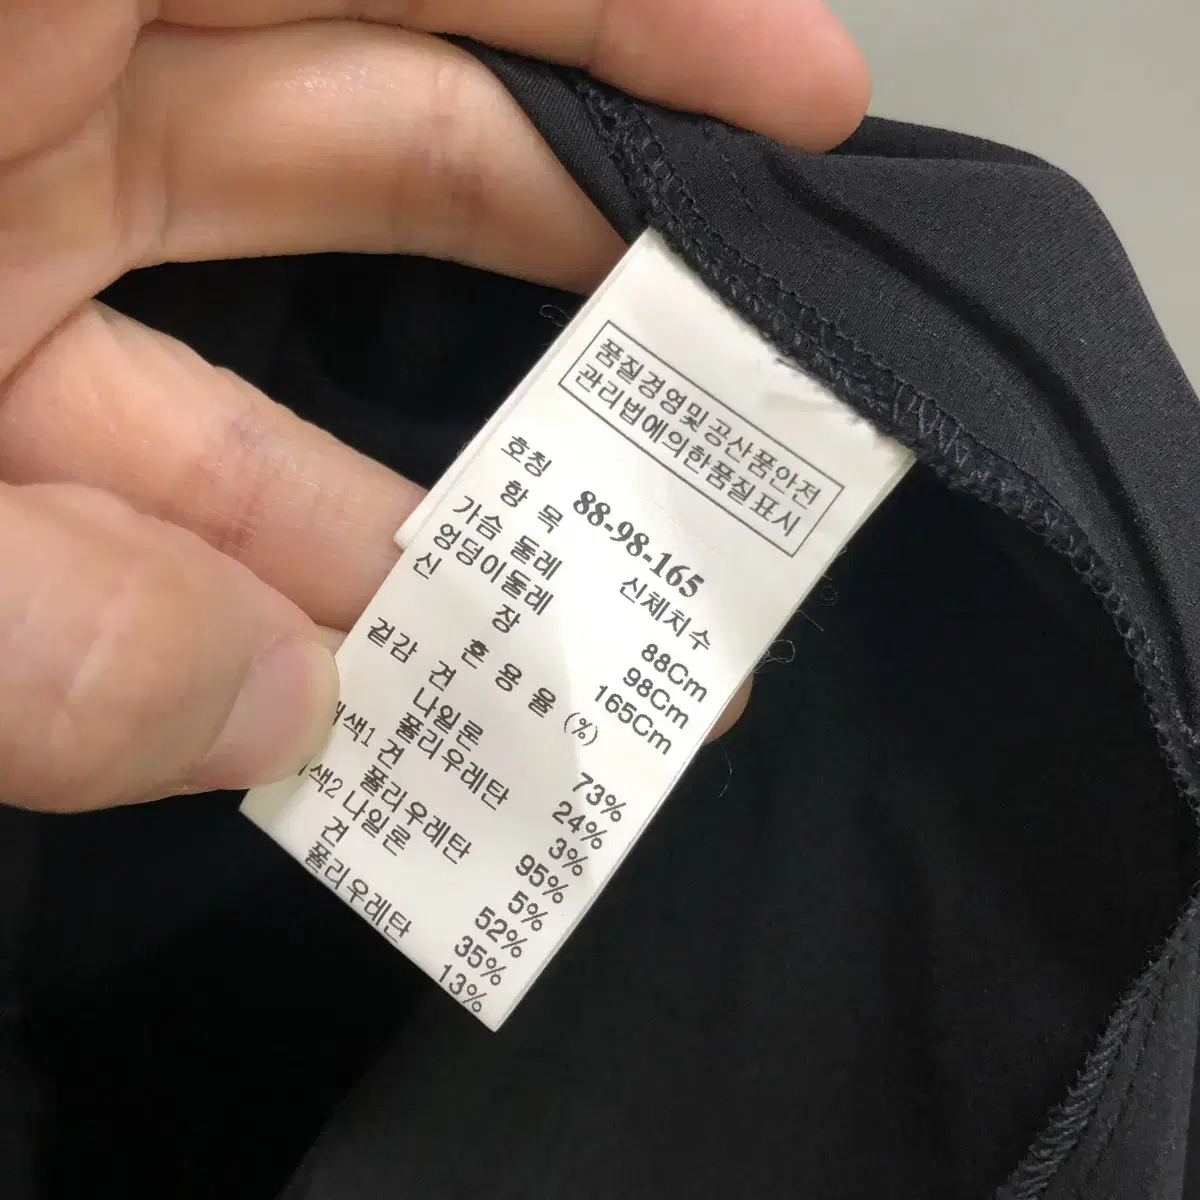 품질경영및공산품안전
관리법에의한품질표시
호칭 88-98-165
항 목 신체치수
가슴 둘레 88Cm
엉덩이둘레 98Cm
신 장 165Cm
혼 용 율 (%)
겉감 견 73%
나일론 24%
폴리우레탄 3%
배색1 견 95%
폴리우레탄 5%
색2 나일론 52%
견 35%
폴리우레탄 13%